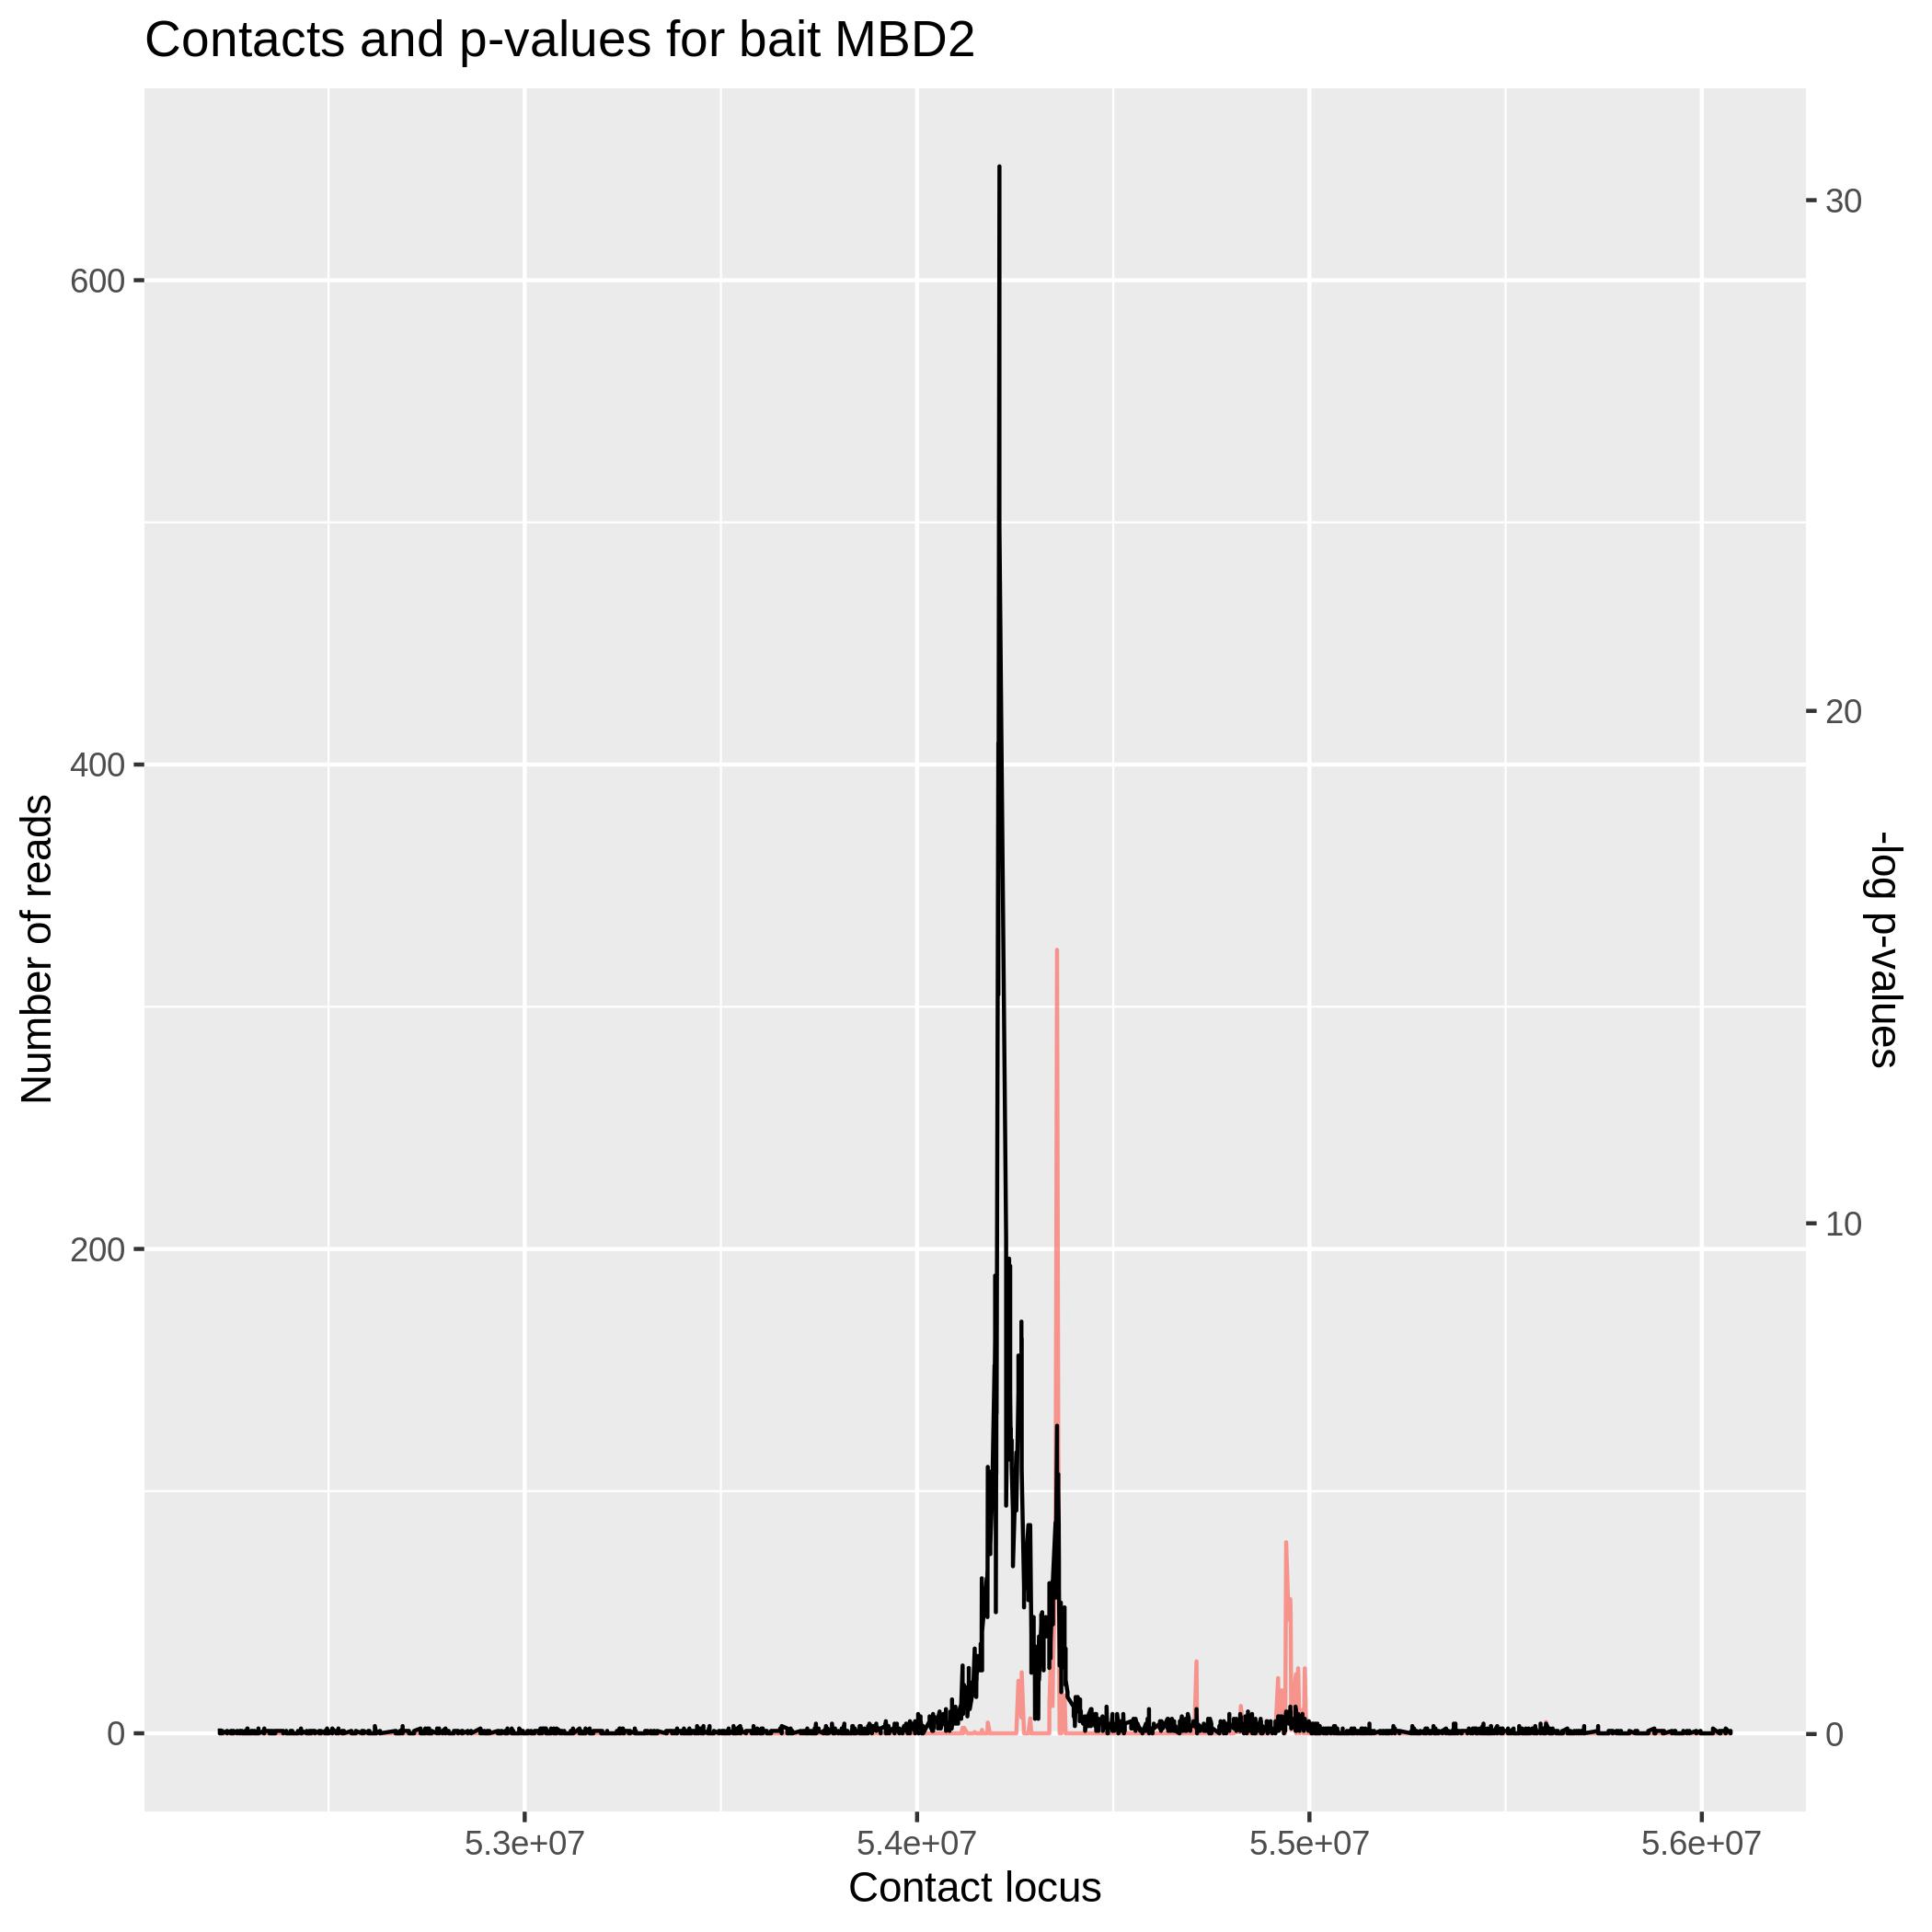 Contacts and p-values for bait MBD2
Number of reads
600
400
200
0
30
20
10
0
-log p-values
5.3e+07
5.4e+07
5.5e+07
5.6e+07
Contact locus